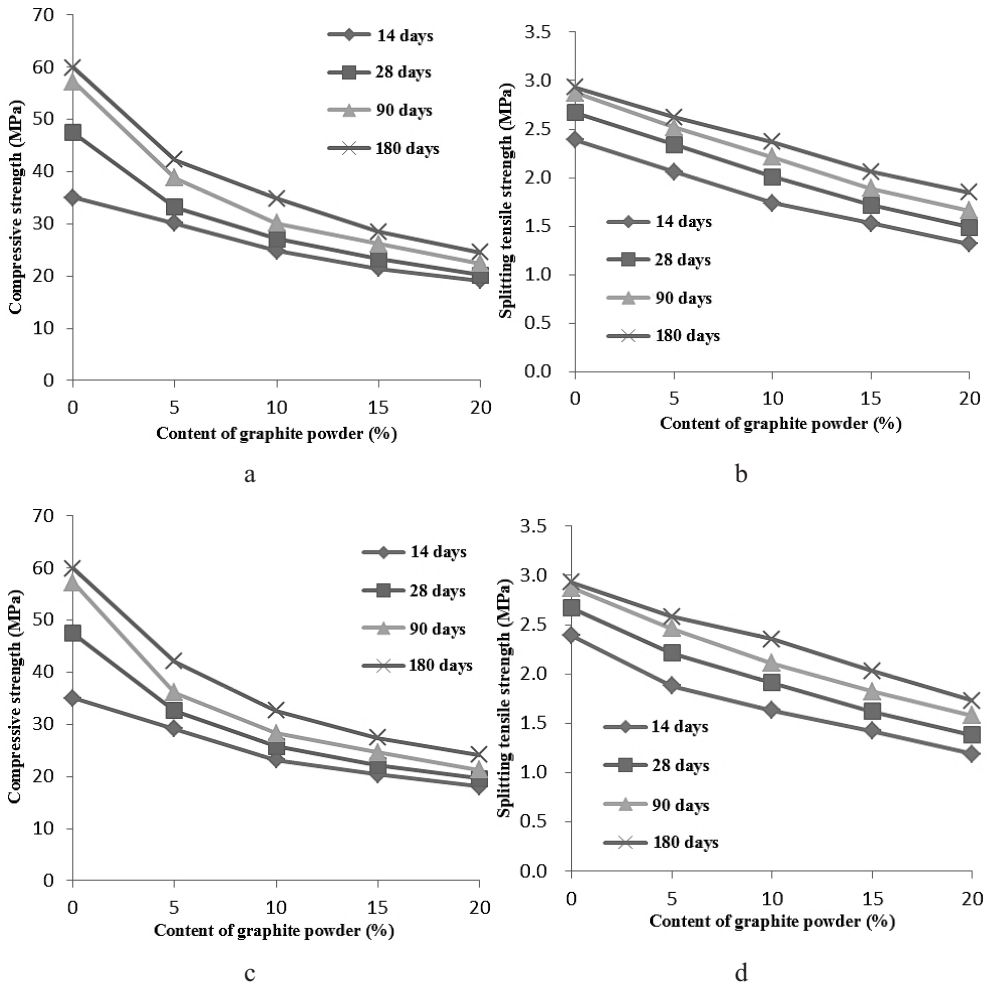 70
60
50
40
30
20
10
0
0 5 10 15 20
Compressive strength (MPa)
Content of graphite powder (%)
14 days
28 days
90 days
180 days
a
3.5
3.0
2.5
2.0
1.5
1.0
0.5
0.0
0 5 10 15 20
Splitting tensile strength (MPa)
Content of graphite powder (%)
14 days
28 days
90 days
180 days
b
70
60
50
40
30
20
10
0
0 5 10 15 20
Compressive strength (MPa)
Content of graphite powder (%)
14 days
28 days
90 days
180 days
c
3.5
3.0
2.5
2.0
1.5
1.0
0.5
0.0
0 5 10 15 20
Splitting tensile strength (MPa)
Content of graphite powder (%)
14 days
28 days
90 days
180 days
d